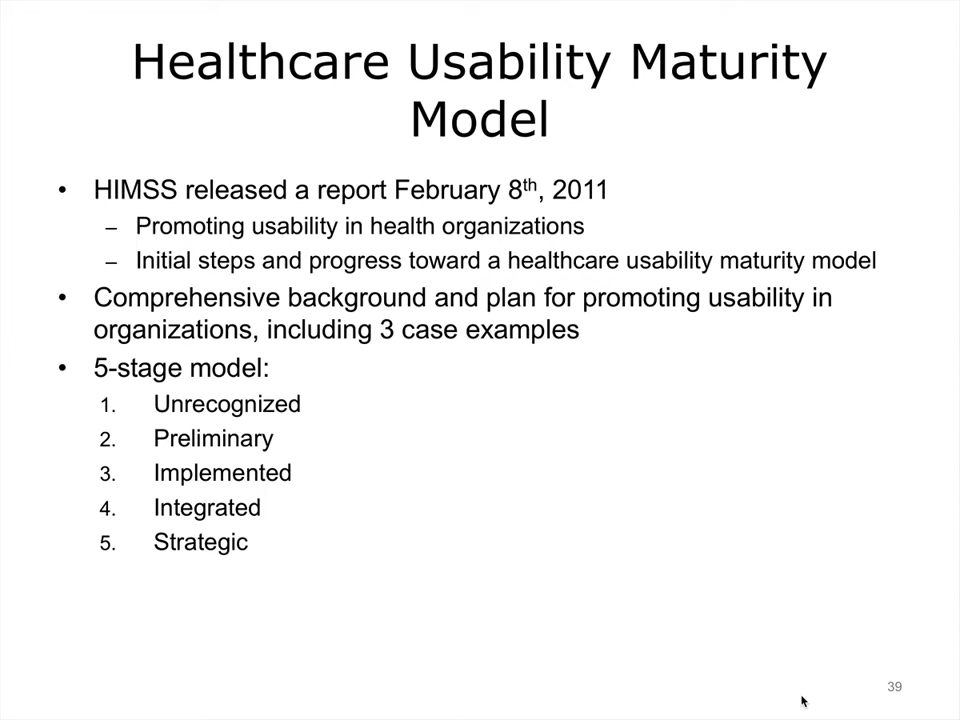 Healthcare Usability Maturity
Model
• HIMSS released a report February 8th, 2011
– Promoting usability in health organizations
– Initial steps and progress toward a healthcare usability maturity model
• Comprehensive background and plan for promoting usability in
organizations, including 3 case examples
• 5-stage model:
1. Unrecognized
2. Preliminary
3. Implemented
4. Integrated
5. Strategic
39